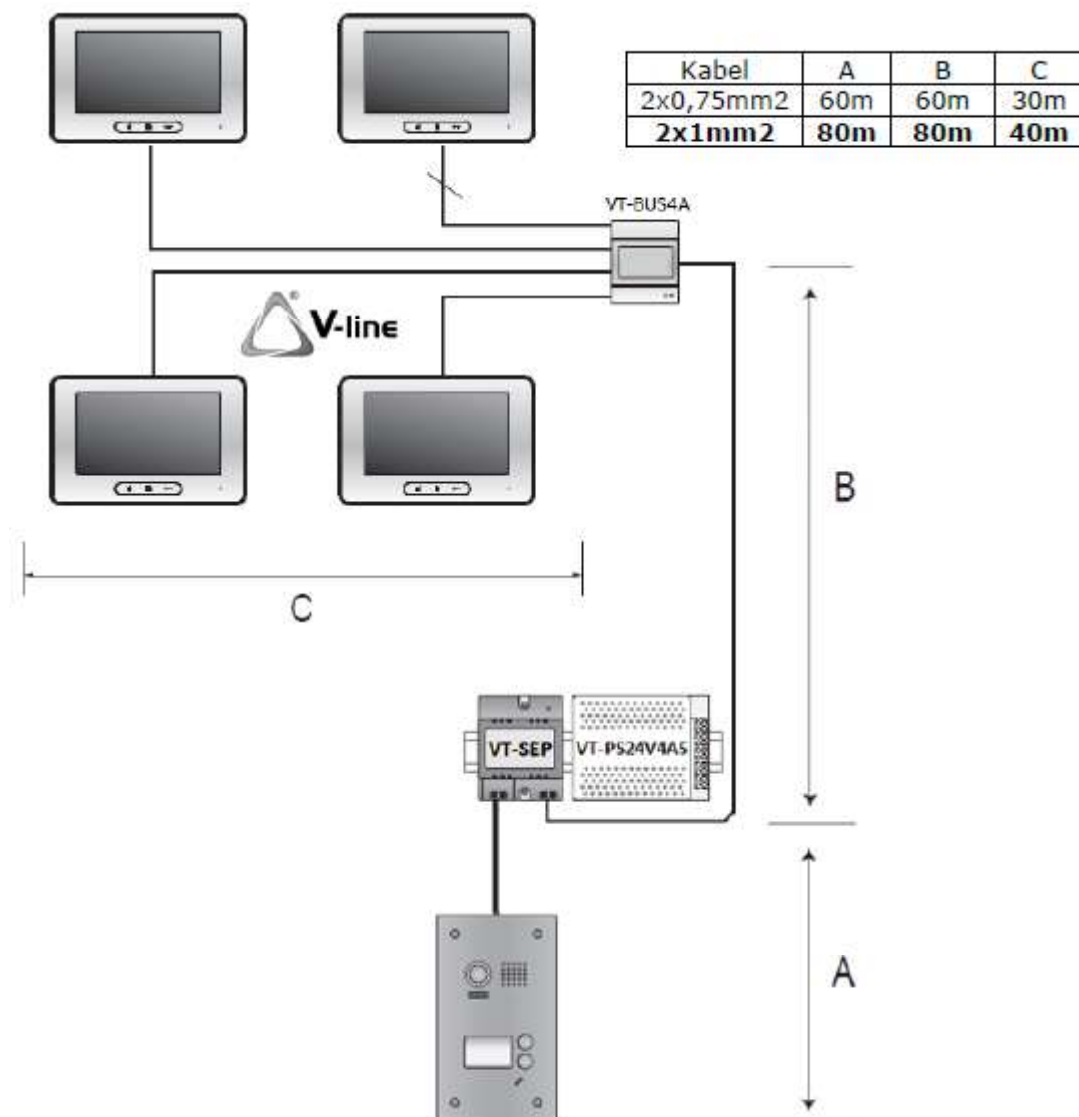 Kabel A B C
2x0,75mm2 60m 60m 30m
2x1mm2 80m 80m 40m
VT-BUS4A
V-line
®
B
C
VT-SEP
VT-PS24V4A5
A